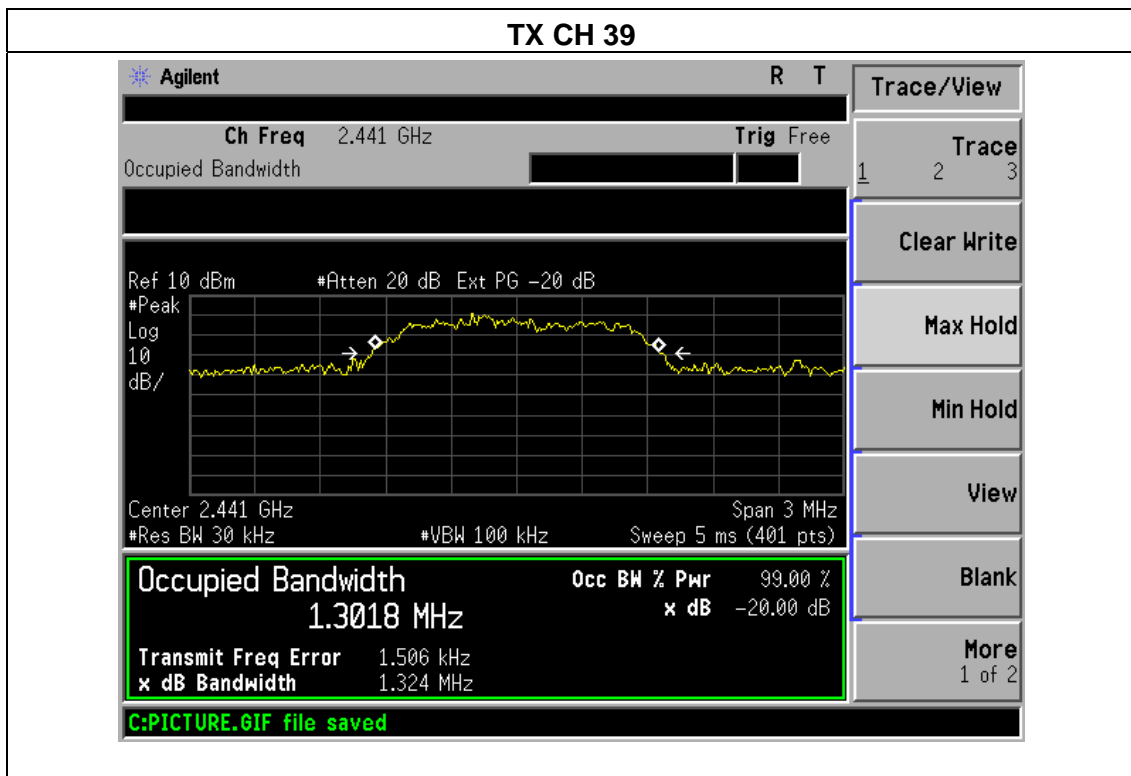 TX CH 39
Agilent R T
Ch Freq 2.441 GHz Trig Free
Occupied Bandwidth
Ref 10 dBm #Atten 20 dB Ext PG -20 dB
#Peak
Log
10
dB/
Center 2.441 GHz Span 3 MHz
#Res BW 30 kHz #VBW 100 kHz Sweep 5 ms (401 pts)
Occupied Bandwidth Occ BW % Pwr 99.00 %
1.3018 MHz x dB -20.00 dB
Transmit Freq Error 1.506 kHz
x dB Bandwidth 1.324 MHz
C:PICTURE.GIF file saved
Trace/View
Trace
1 2 3
Clear Write
Max Hold
Min Hold
View
Blank
More
1 of 2